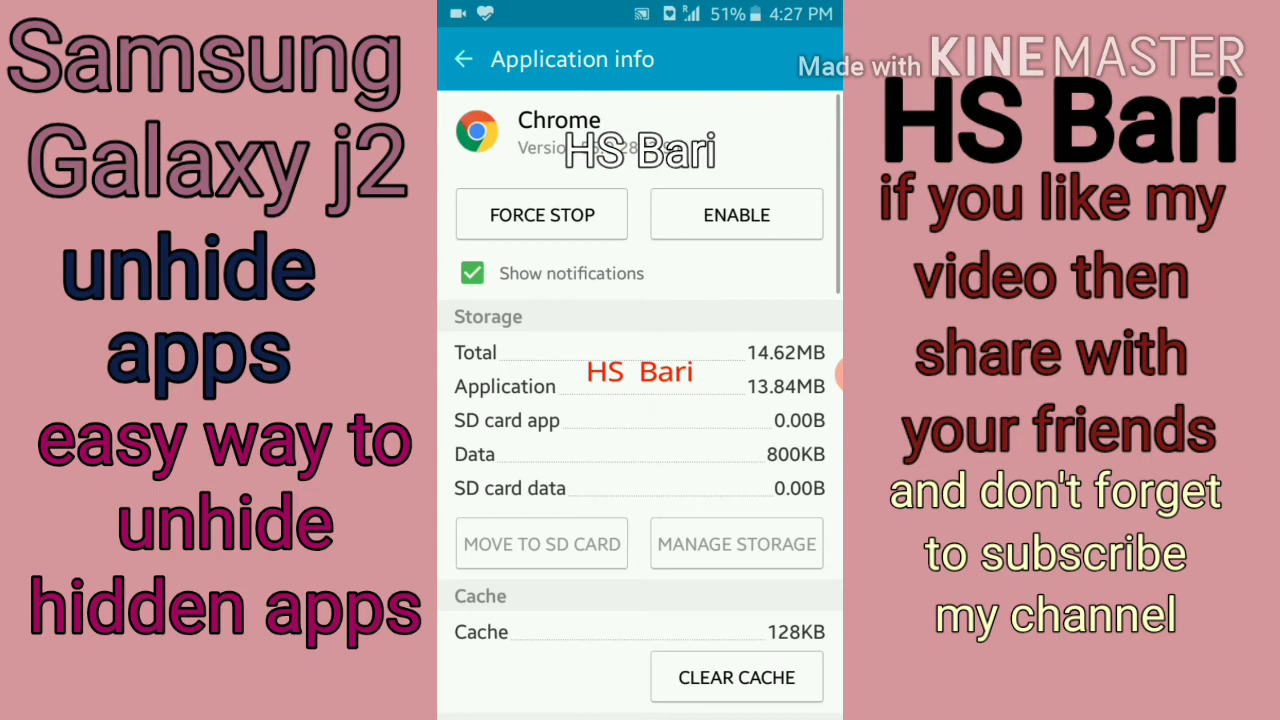 Samsung
Galaxy j2
unhide
apps
easy way to
unhide
hidden apps
R 51% 4:27 PM
Application info
Chrome
HS Bari
FORCE STOP
ENABLE
Show notifications
Storage
Total 14.62MB
HS Bari
Application 13.84MB
SD card app 0.00B
Data 800KB
SD card data 0.00B
MOVE TO SD CARD
MANAGE STORAGE
Cache
Cache 128KB
CLEAR CACHE
Made with KINEMASTER
HS Bari
if you like my
video then
share with
your friends
and don't forget
to subscribe
my channel